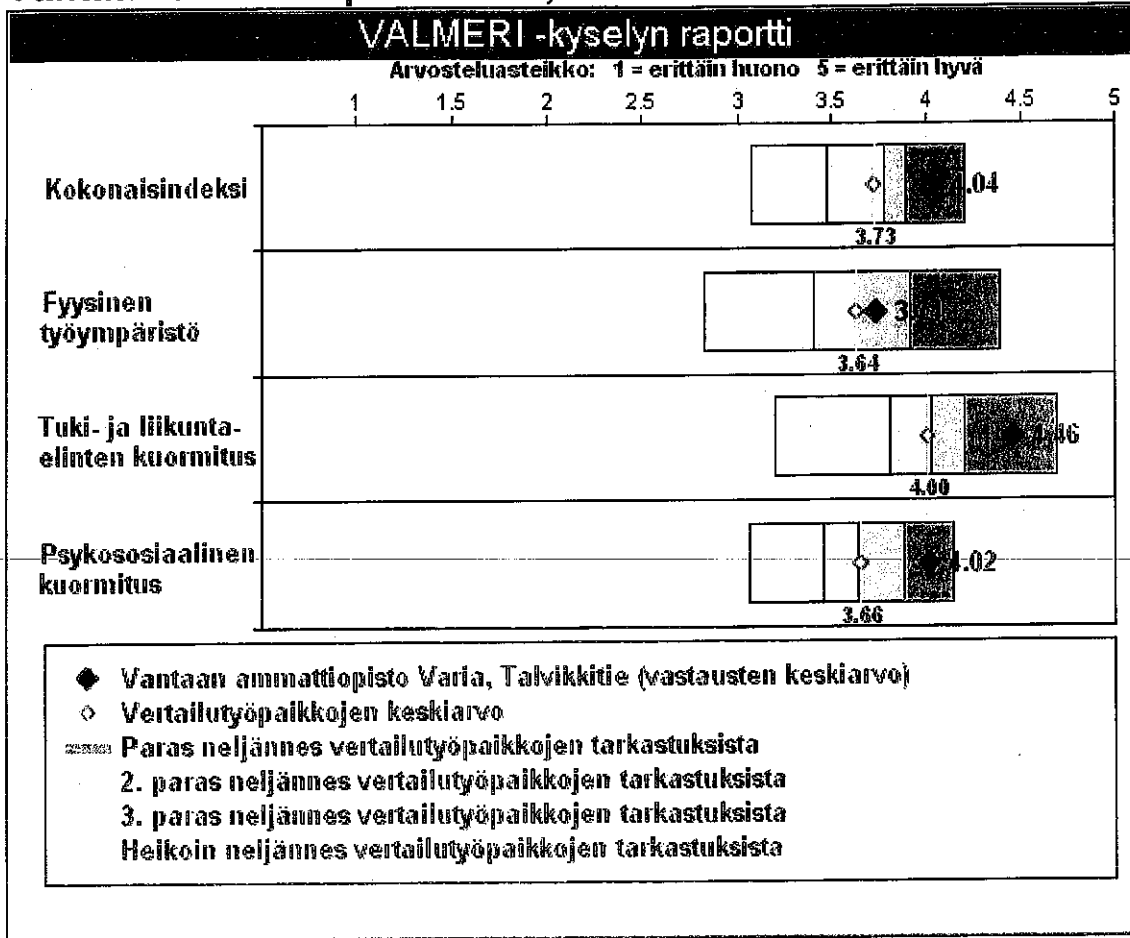 VALMERI -kyselyn raportti
Arvosteluasteikko: 1 = erittäin huono 5 = erittäin hyvä
1 1.5 2 2.5 3 3.5 4 4.5 5
Kokonaisindeksi
.04
3.73
Fyysinen
työympäristö
3.64
Tuki- ja liikunta-
elinten kuormitus
4.46
4.00
Psykososiaalinen
kuormitus
4.02
3.66
Vantaan ammattiopisto Varia, Talvikkitie (vastausten keskiarvo)
Vertailutyöpaikkojen keskiarvo
Paras neljännes vertailutyöpaikkojen tarkastuksista
2. paras neljännes vertailutyöpaikkojen tarkastuksista
3. paras neljännes vertailutyöpaikkojen tarkastuksista
Heikoin neljännes vertailutyöpaikkojen tarkastuksista